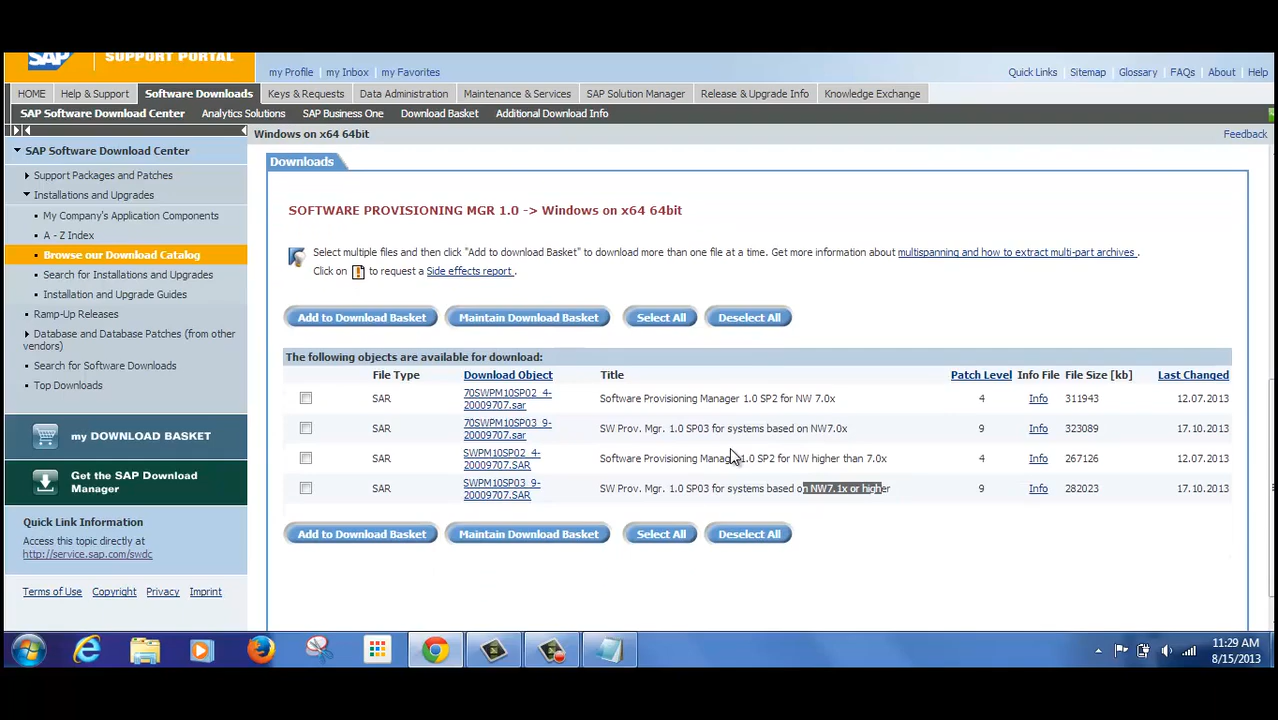 SAP SUPPORT PORTAL
my Profile my Inbox my Favorites Quick Links Sitemap Glossary FAQs About Help
HOME Help & Support Software Downloads Keys & Requests Data Administration Maintenance & Services SAP Solution Manager Release & Upgrade Info Knowledge Exchange
SAP Software Download Center Analytics Solutions SAP Business One Download Basket Additional Download Info
Windows on x64 64bit Feedback
SAP Software Download Center
Support Packages and Patches
Installations and Upgrades
My Company's Application Components
A - Z Index
Browse our Download Catalog
Search for Installations and Upgrades
Installation and Upgrade Guides
Ramp-Up Releases
Database and Database Patches (from other
vendors)
Search for Software Downloads
Top Downloads
my DOWNLOAD BASKET
Get the SAP Download
Manager
Quick Link Information
Access this topic directly at
http://service.sap.com/swdc
Terms of Use Copyright Privacy Imprint
Downloads
SOFTWARE PROVISIONING MGR 1.0 -> Windows on x64 64bit
Select multiple files and then click "Add to download Basket" to download more than one file at a time. Get more information about multispanning and how to extract multi-part archives .
Click on to request a Side effects report .
Add to Download Basket Maintain Download Basket Select All Deselect All
The following objects are available for download:
File Type Download Object Title Patch Level Info File File Size [kb] Last Changed
SAR 70SWPM10SP02_4- Software Provisioning Manager 1.0 SP2 for NW 7.0x 4 Info 311943 12.07.2013
20009707.sar
SAR 70SWPM10SP03_9- SW Prov. Mgr. 1.0 SP03 for systems based on NW7.0x 9 Info 323089 17.10.2013
20009707.sar
SAR SWPM10SP02_4- Software Provisioning Manager 1.0 SP2 for NW higher than 7.0x 4 Info 267126 12.07.2013
20009707.SAR
SAR SWPM10SP03_9- SW Prov. Mgr. 1.0 SP03 for systems based on NW7.1x or higher 9 Info 282023 17.10.2013
20009707.SAR
Add to Download Basket Maintain Download Basket Select All Deselect All
11:29 AM
8/15/2013